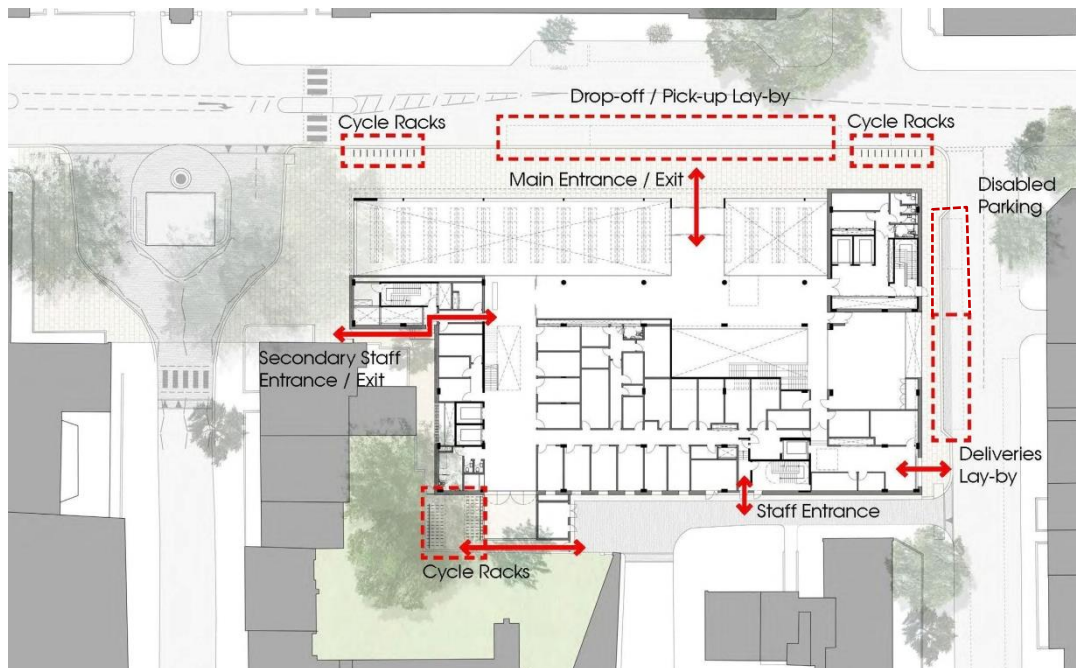 Drop-off / Pick-up Lay-by
Cycle Racks
Cycle Racks
Main Entrance / Exit
Disabled
Parking
Secondary Staff
Entrance / Exit
Deliveries
Lay-by
Staff Entrance
Cycle Racks